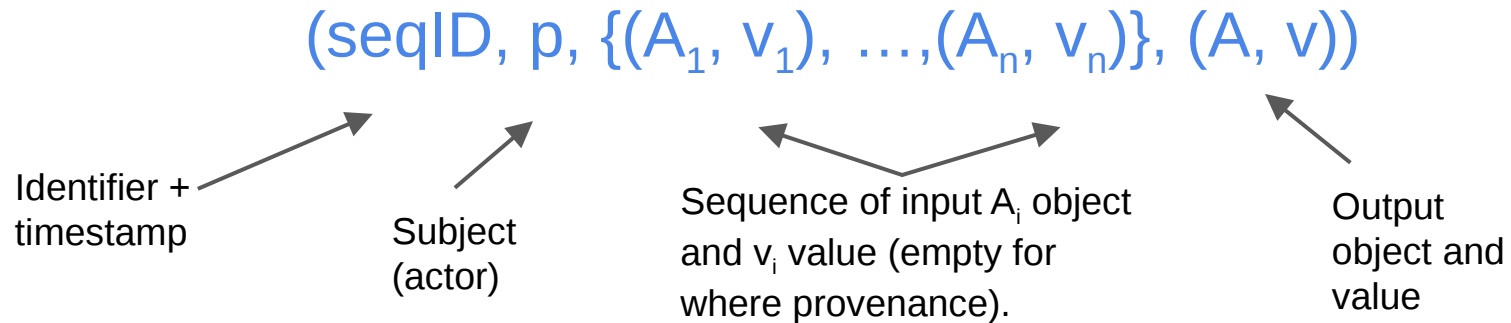 (seqID, p, {(A₁, v₁), …,(Aₙ, vₙ)}, (A, v))
Identifier +
timestamp
Subject
(actor)
Sequence of input Aᵢ object
and vᵢ value (empty for
where provenance).
Output
object and
value